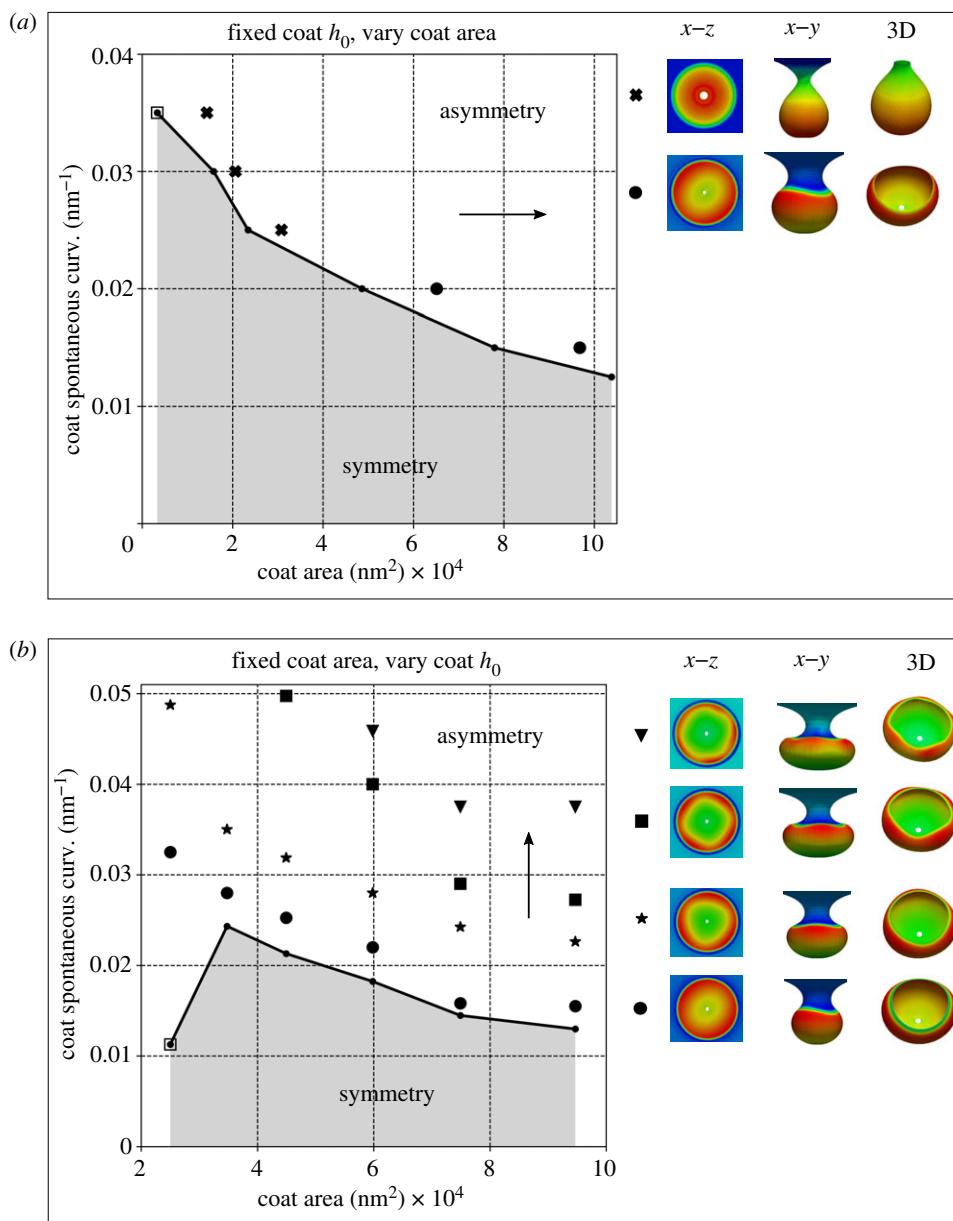 (a)
fixed coat h0, vary coat area
x–z x–y 3D
coat spontaneous curv. (nm−1)
0.04
0.03
0.02
0.01
asymmetry
symmetry
0 2 4 6 8 10
coat area (nm2) × 104
(b)
fixed coat area, vary coat h0
x–z x–y 3D
coat spontaneous curv. (nm−1)
0.05
0.04
0.03
0.02
0.01
0
asymmetry
symmetry
2 4 6 8 10
coat area (nm2) × 104